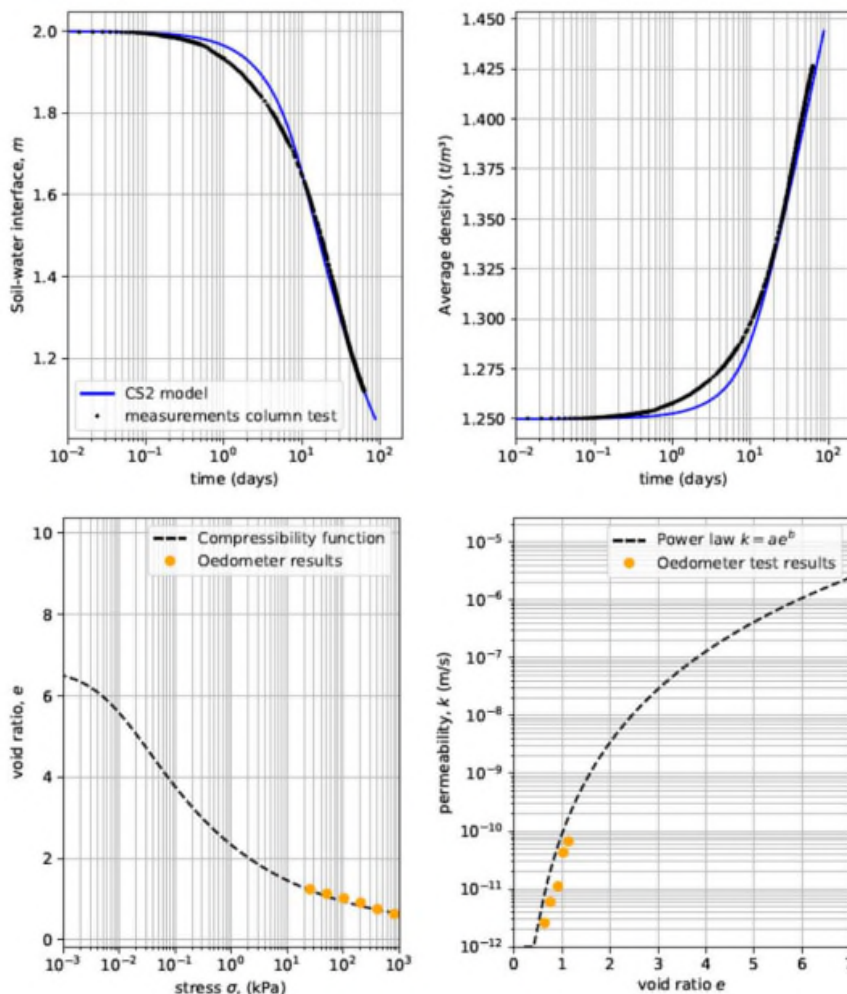 2.0
1.8
1.6
1.4
1.2
Soil-water interface, m
CS2 model
measurements column test
10⁻² 10⁻¹ 10⁰ 10¹ 10²
time (days)
1.450
1.425
1.400
1.375
1.350
1.325
1.300
1.275
1.250
Average density, (t/m³)
10⁻² 10⁻¹ 10⁰ 10¹ 10²
time (days)
10
8
6
4
2
0
void ratio, e
Compressibility function
Oedometer results
10⁻³ 10⁻² 10⁻¹ 10⁰ 10¹ 10² 10³
stress σ, (kPa)
10⁻⁵
10⁻⁶
10⁻⁷
10⁻⁸
10⁻⁹
10⁻¹⁰
10⁻¹¹
10⁻¹²
permeability, k (m/s)
Power law k = aeᵇ
Oedometer test results
0 1 2 3 4 5 6 7
void ratio e